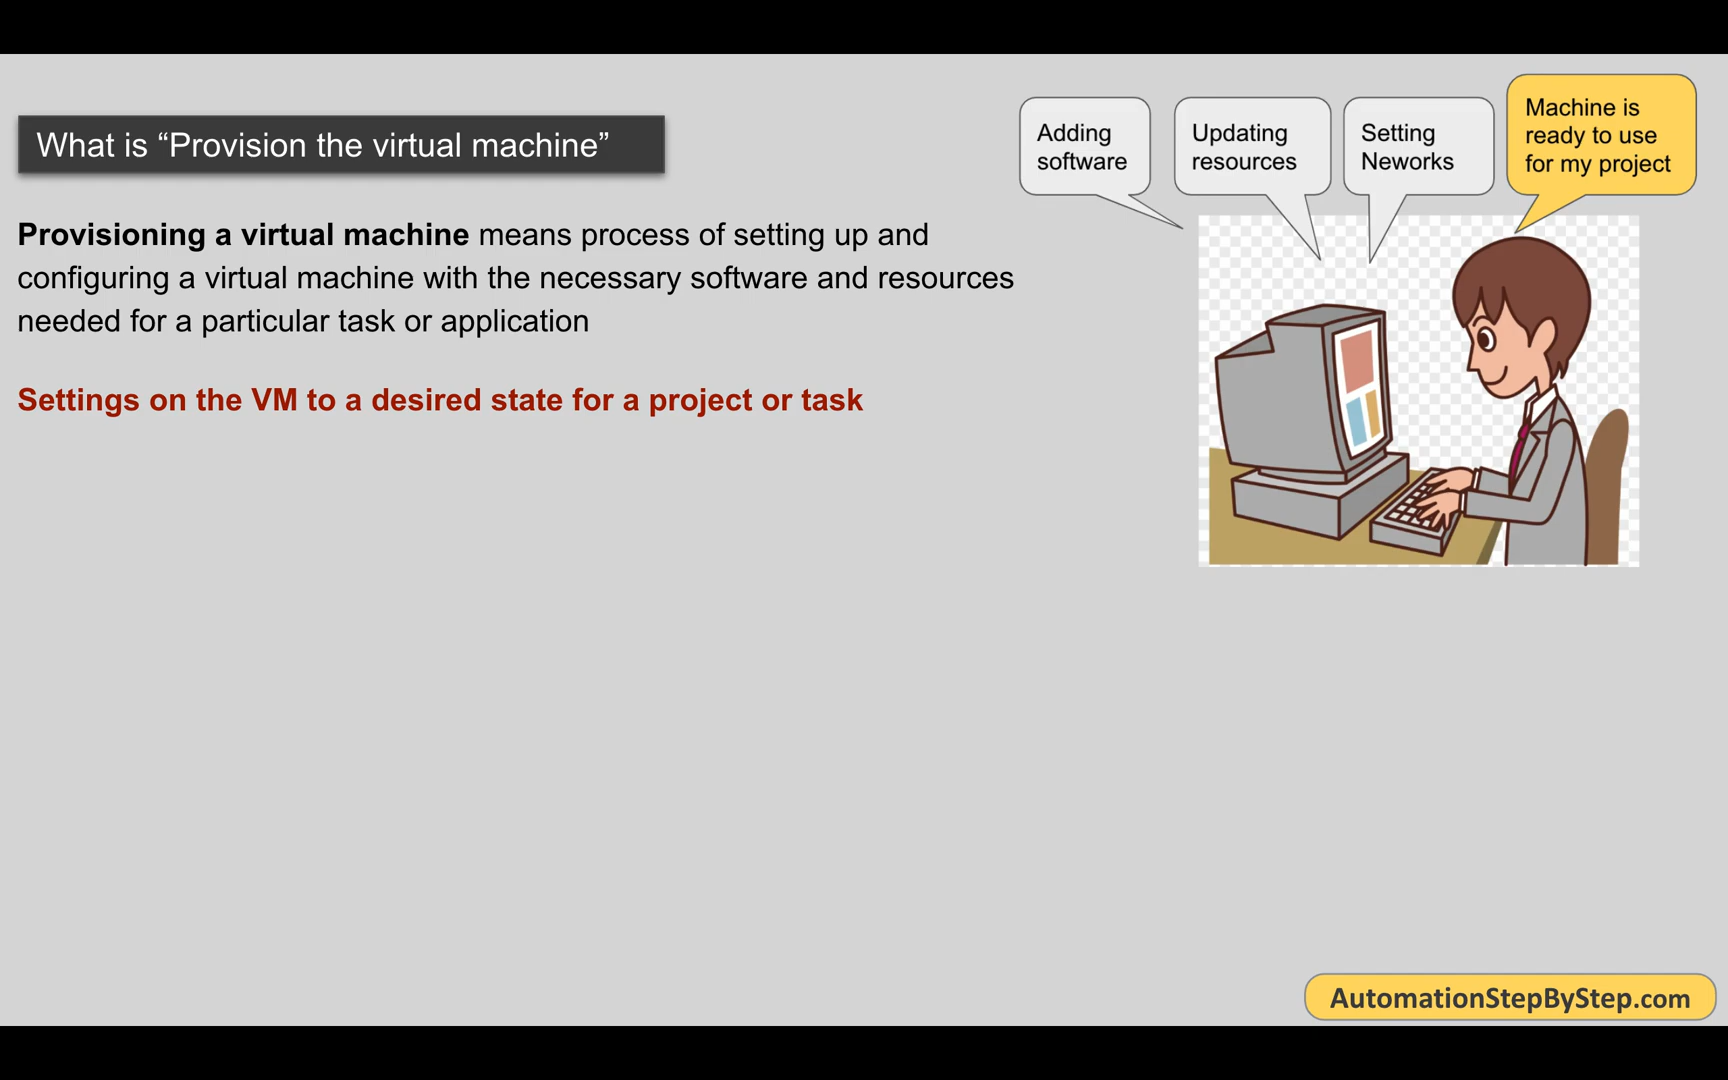 What is “Provision the virtual machine”
Provisioning a virtual machine means process of setting up and
configuring a virtual machine with the necessary software and resources
needed for a particular task or application
Settings on the VM to a desired state for a project or task
Adding
software
Updating
resources
Setting
Neworks
Machine is
ready to use
for my project
AutomationStepByStep.com